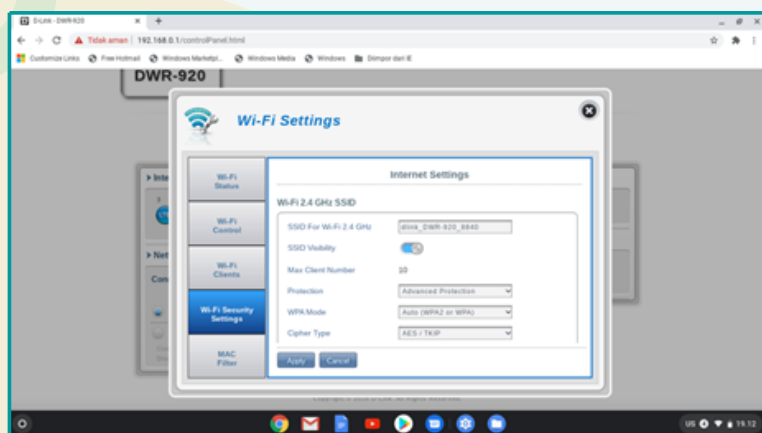 D-Link - DWR-920
Tidak aman | 192.168.0.1/controlPanel.html
Customize Links Free Hotmail Windows Marketpl... Windows Media Windows Diimpor dari IE
DWR-920
Wi-Fi Settings
Wi-Fi Status
Wi-Fi Control
Wi-Fi Clients
Wi-Fi Security Settings
MAC Filter
Internet Settings
Wi-Fi 2.4 GHz SSID
SSID For Wi-Fi 2.4 GHz dlink_DWR-920_8840
SSID Visibility
Max Client Number 10
Protection Advanced Protection
WPA Mode Auto (WPA2 or WPA)
Cipher Type AES / TKIP
Apply Cancel
US 19.12